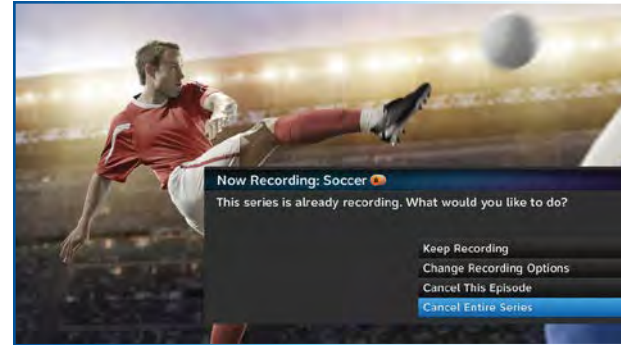 Now Recording: Soccer
This series is already recording. What would you like to do?
Keep Recording
Change Recording Options
Cancel This Episode
Cancel Entire Series